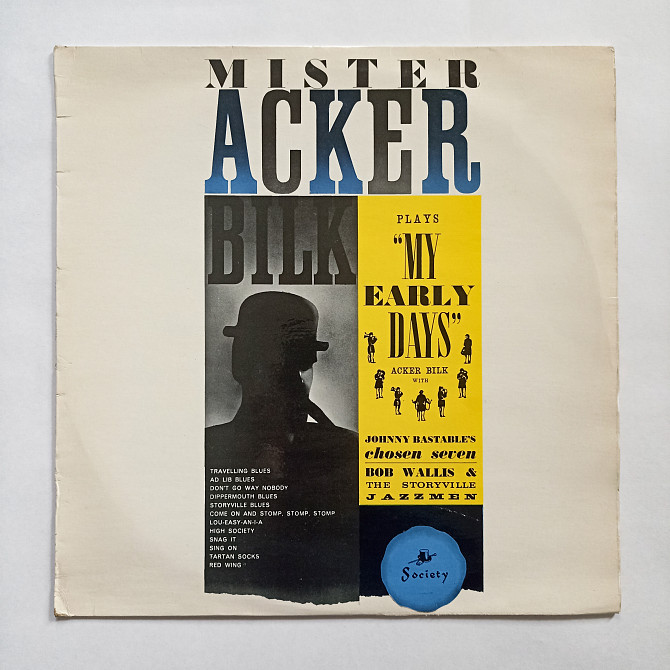 MISTER
ACKER
BILK
PLAYS
"MY
EARLY
DAYS"
ACKER BILK
WITH
JOHNNY BASTABLE'S
chosen seven
BOB WALLIS &
THE STORYVILLE
JAZZMEN
TRAVELLING BLUES
AD LIB BLUES
DON'T GO WAY NOBODY
DIPPERMOUTH BLUES
STORYVILLE BLUES
COME ON AND STOMP, STOMP, STOMP
LOU-EASY-AN-I-A
HIGH SOCIETY
SNAG IT
SING ON
TARTAN SOCKS
RED WING
Society